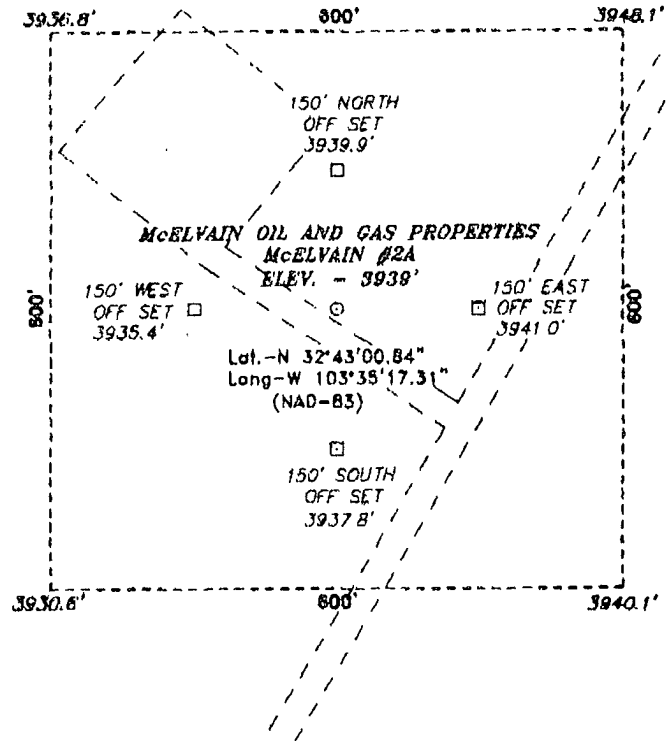 3936.8'
600'
3948.1'
150' NORTH
OFF SET
3939.9'
McELVAIN OIL AND GAS PROPERTIES
McELVAIN #2A
ELEV. - 3939'
150' WEST
OFF SET
3935.4'
150' EAST
OFF SET
3941.0'
600'
600'
Lat.-N 32°43'00.84"
Long-W 103°35'17.31"
(NAD-83)
150' SOUTH
OFF SET
3937.8'
3930.6'
600'
3940.1'